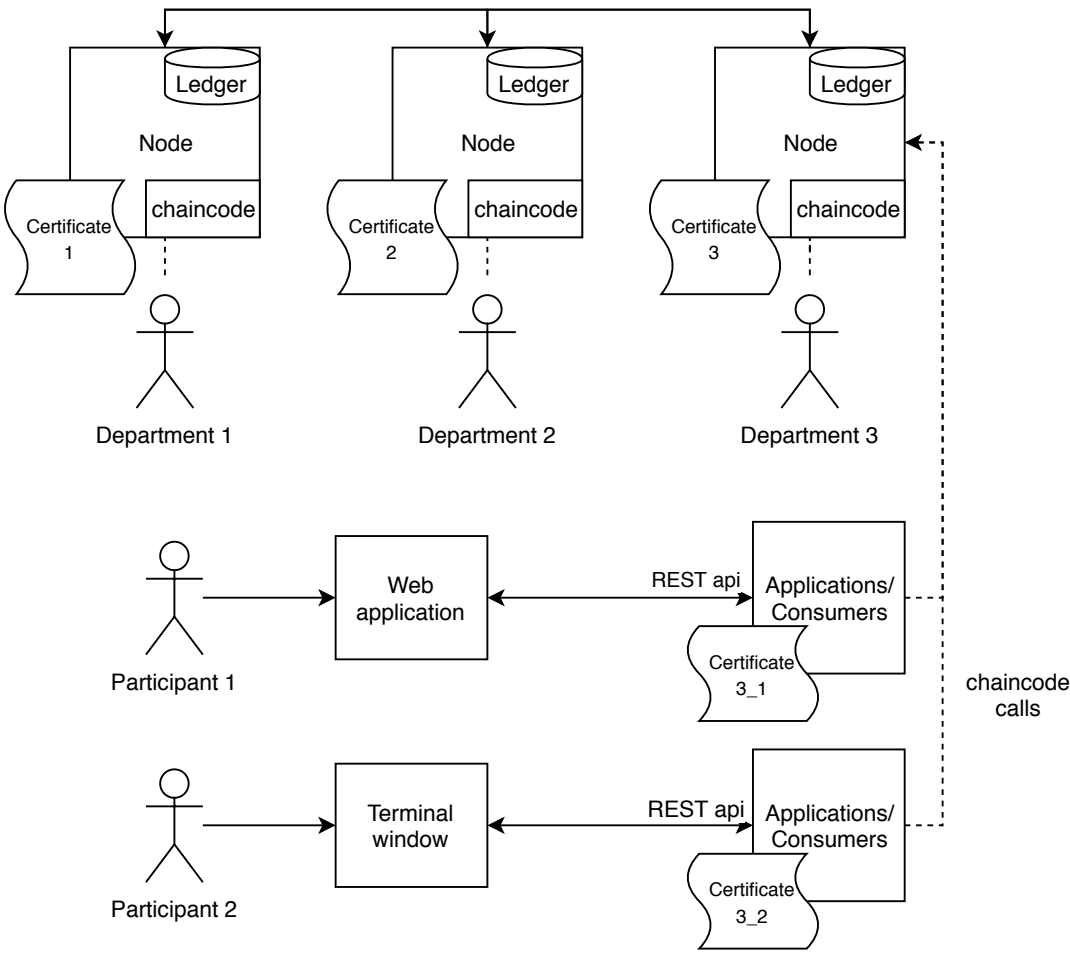 Ledger
Ledger
Ledger
Node
Node
Node
Certificate
1
chaincode
Certificate
2
chaincode
Certificate
3
chaincode
Department 1
Department 2
Department 3
Web
application
REST api
Applications/
Consumers
Certificate
3_1
Participant 1
chaincode
calls
Terminal
window
REST api
Applications/
Consumers
Certificate
3_2
Participant 2